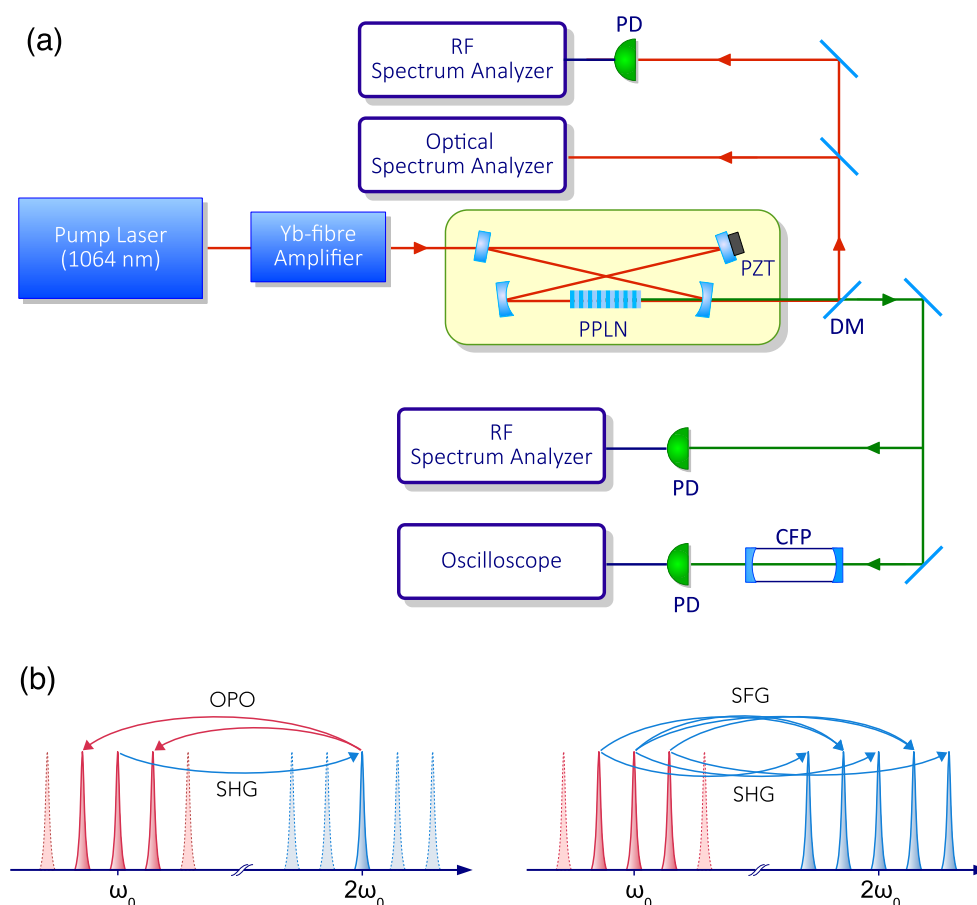 (a)
RF
Spectrum Analyzer
PD
Optical
Spectrum Analyzer
Pump Laser
(1064 nm)
Yb-fibre
Amplifier
PZT
PPLN
DM
RF
Spectrum Analyzer
PD
Oscilloscope
PD
CFP
(b)
OPO
SHG
ω₀
2ω₀
SFG
SHG
ω₀
2ω₀